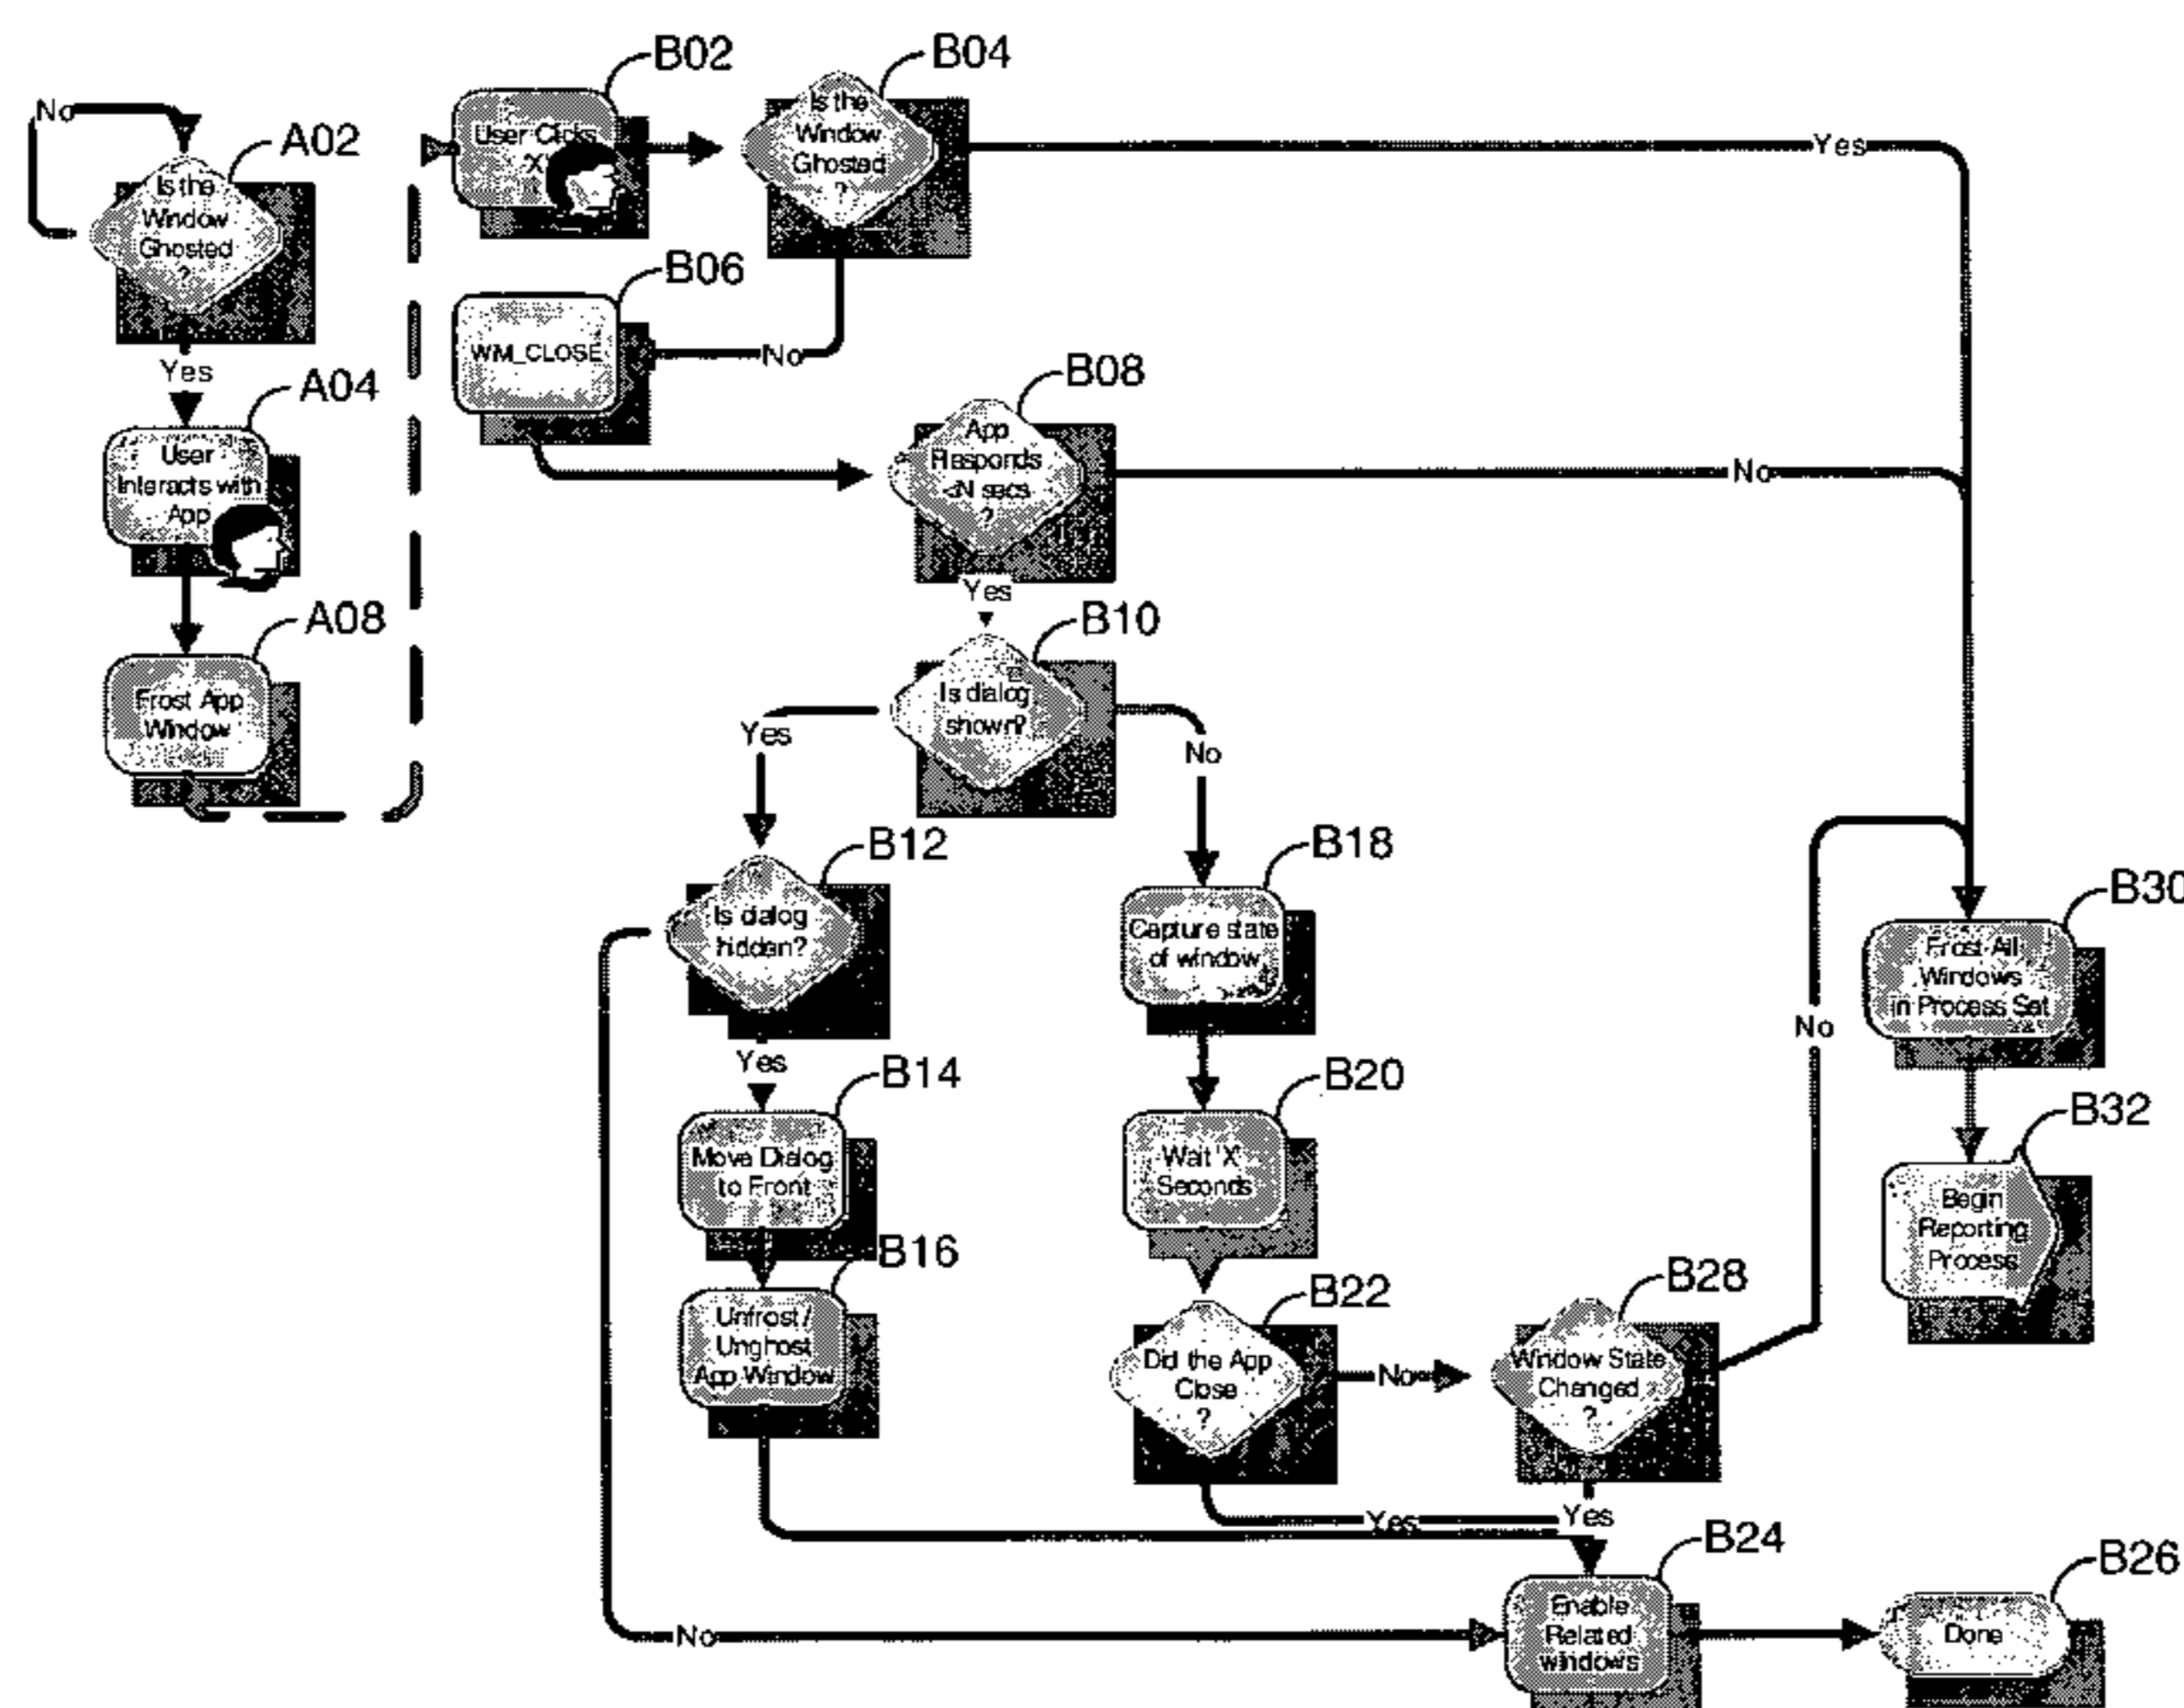 No
A02
Is the
Window
Ghosted
?
Yes
A04
User
Interacts with
App
A08
Frost App
Window
B02
User Clicks
'X'
B04
Is the
Window
Ghosted
?
Yes
B06
WM_CLOSE
No
B08
App
Responds
<N secs
?
No
Yes
B10
Is dialog
shown?
Yes
No
B12
Is dialog
hidden?
Yes
B14
Move Dialog
to Front
B16
Unfrost /
Unghost
App Window
B18
Capture state
of window
B20
Wait 'X'
Seconds
B22
Did the App
Close
?
No
B28
Window State
Changed
?
No
B30
Frost All
Windows
in Process Set
B32
Begin
Reporting
Process
Yes
Yes
B24
Enable
Related
windows
No
B26
Done